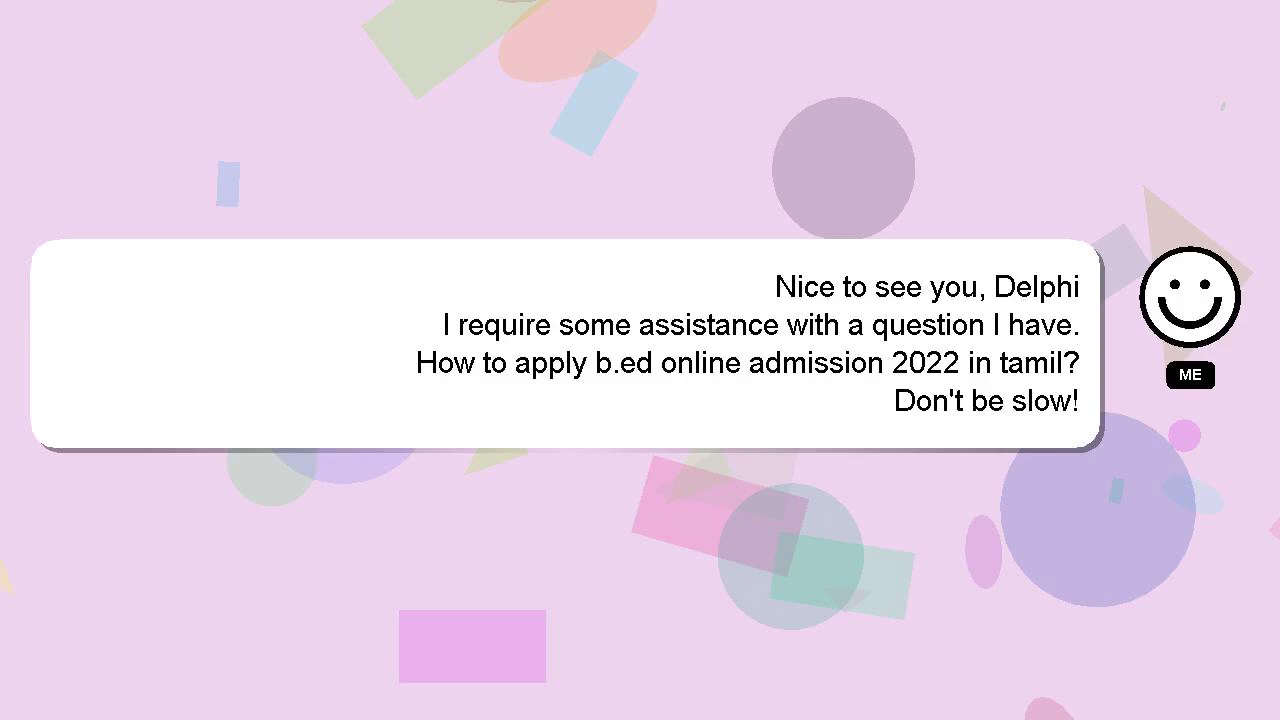 Nice to see you, Delphi
I require some assistance with a question I have.
How to apply b.ed online admission 2022 in tamil?
Don't be slow!
ME